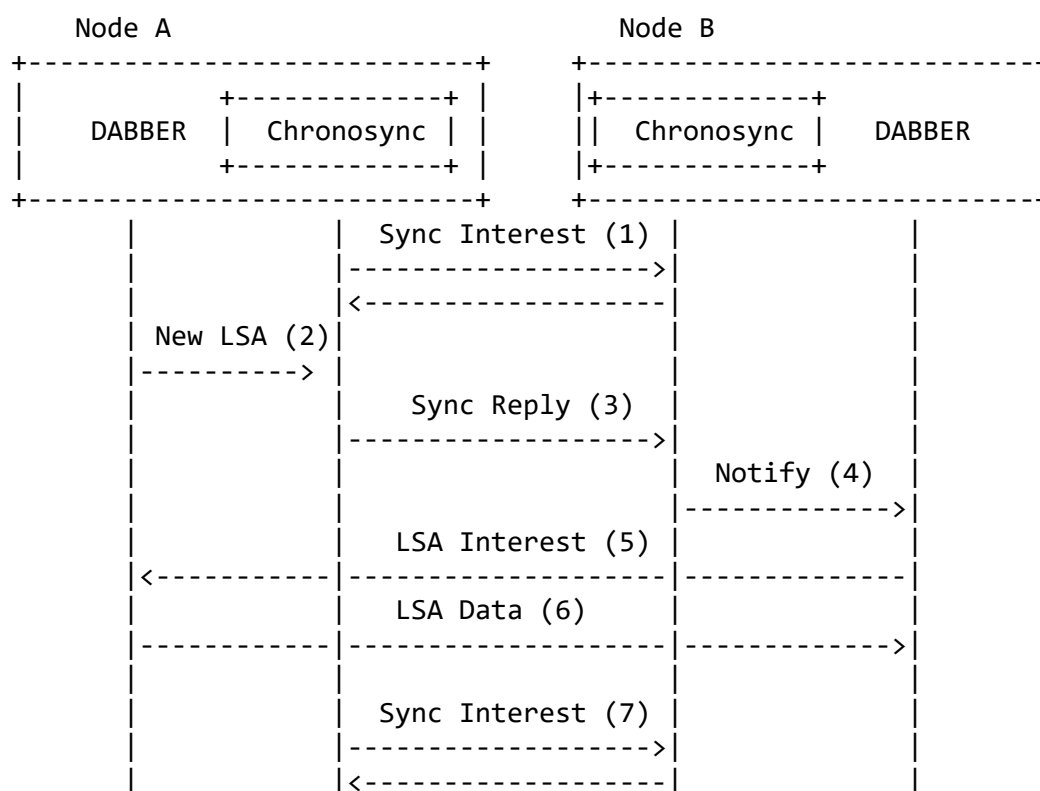 Node A Node B
DABBER Chronosync Chronosync DABBER
Sync Interest (1)
New LSA (2)
Sync Reply (3)
Notify (4)
LSA Interest (5)
LSA Data (6)
Sync Interest (7)